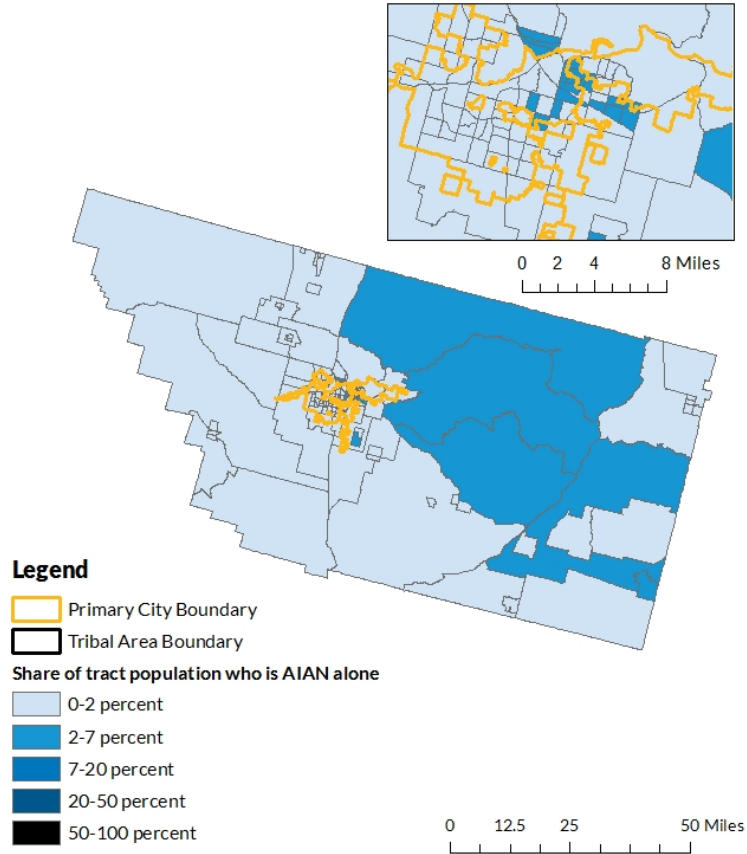 0 2 4 8 Miles
Legend
Primary City Boundary
Tribal Area Boundary
Share of tract population who is AIAN alone
0-2 percent
2-7 percent
7-20 percent
20-50 percent
50-100 percent
0 12.5 25 50 Miles